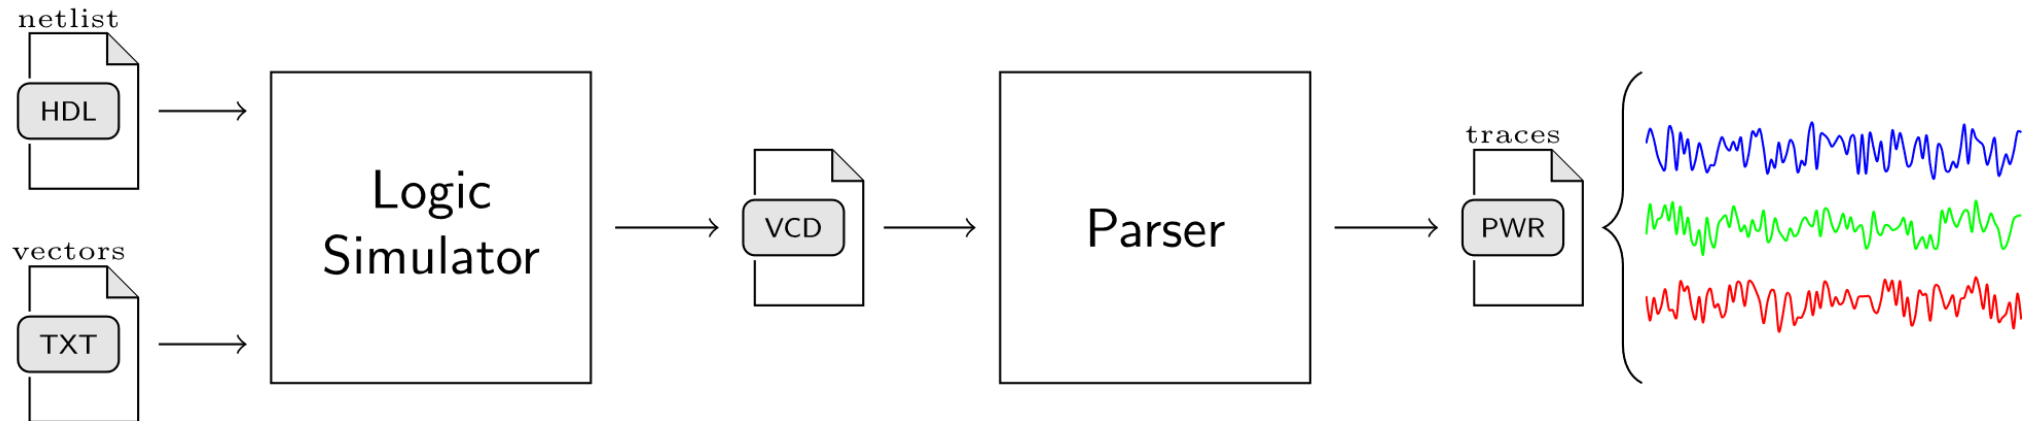 netlist
HDL
vectors
TXT
Logic
Simulator
VCD
Parser
traces
PWR